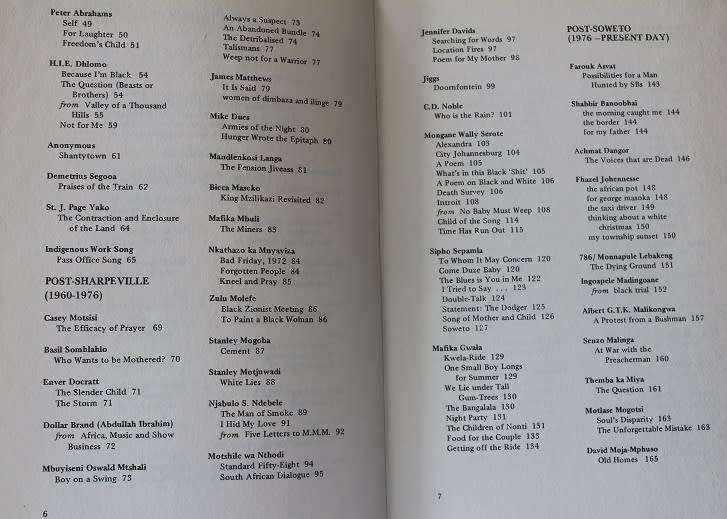 Peter Abrahams
Self 49
For Laughter 50
Freedom's Child 51
H.I.E. Dhlomo
Because I'm Black 54
The Question (Beasts or
Brothers) 54
from Valley of a Thousand
Hills 55
Not for Me 59
Anonymous
Shantytown 61
Demetrius Segooa
Praises of the Train 62
St. J. Page Yako
The Contraction and Enclosure
of the Land 64
Indigenous Work Song
Pass Office Song 65
POST-SHARPEVILLE
(1960-1976)
Casey Motsisi
The Efficacy of Prayer 69
Basil Somhlahlo
Who Wants to be Mothered? 70
Enver Docratt
The Slender Child 71
The Storm 71
Dollar Brand (Abdullah Ibrahim)
from Africa, Music and Show
Business 72
Mbuyiseni Oswald Mtshali
Boy on a Swing 73
6
Always a Suspect 73
An Abandoned Bundle 74
The Detribalised 74
Talismans 77
Weep not for a Warrior 77
James Matthews
It Is Said 79
women of dimbaza and ilinge 79
Mike Dues
Armies of the Night 80
Hunger Wrote the Epitaph 80
Mandlenkosi Langa
The Pension Jiveass 81
Bicca Maseko
King Mzilikazi Revisited 82
Mafika Mbuli
The Miners 83
Nkathazo ka Mnyayiza
Bad Friday, 1972 84
Forgotten People 84
Kneel and Pray 85
Zulu Molefe
Black Zionist Meeting 86
To Paint a Black Woman 86
Stanley Mogoba
Cement 87
Stanley Motjuwadi
White Lies 88
Njabulo S. Ndebele
The Man of Smoke 89
I Hid My Love 91
from Five Letters to M.M.M. 92
Motshile wa Nthodi
Standard Fifty-Eight 94
South African Dialogue 95
Jennifer Davids
Searching for Words 97
Location Fires 97
Poem for My Mother 98
Jiggs
Doornfontein 99
C.D. Noble
Who is the Rain? 101
Mongane Wally Serote
Alexandra 103
City Johannesburg 104
A Poem 105
What's in this Black 'Shit' 105
A Poem on Black and White 106
Death Survey 106
Introit 108
from No Baby Must Weep 108
Child of the Song 114
Time Has Run Out 115
Sipho Sepamla
To Whom It May Concern 120
Come Duze Baby 120
The Blues is You in Me 122
I Tried to Say . . . 123
Double-Talk 124
Statement: The Dodger 125
Song of Mother and Child 126
Soweto 127
Mafika Gwala
Kwela-Ride 129
One Small Boy Longs
for Summer 129
We Lie under Tall
Gum-Trees 130
The Bangalala 130
Night Party 131
The Children of Nonti 131
Food for the Couple 133
Getting off the Ride 134
7
POST-SOWETO
(1976 –PRESENT DAY)
Farouk Asvat
Possibilities for a Man
Hunted by SBs 143
Shabbir Banoobhai
the morning caught me 144
the border 144
for my father 144
Achmat Dangor
The Voices that are Dead 146
Fhazel Johennesse
the african pot 148
for george masoka 148
the taxi driver 149
thinking about a white
christmas 150
my township sunset 150
786/ Monnapule Lebakeng
The Dying Ground 151
Ingoapele Madingoane
from black trial 152
Albert G.T.K. Malikongwa
A Protest from a Bushman 157
Senzo Malinga
At War with the
Preacherman 160
Themba ka Miya
The Question 161
Motlase Mogotsi
Soul's Disparity 163
The Unforgettable Mistake 163
David Moja-Mphuso
Old Homes 165